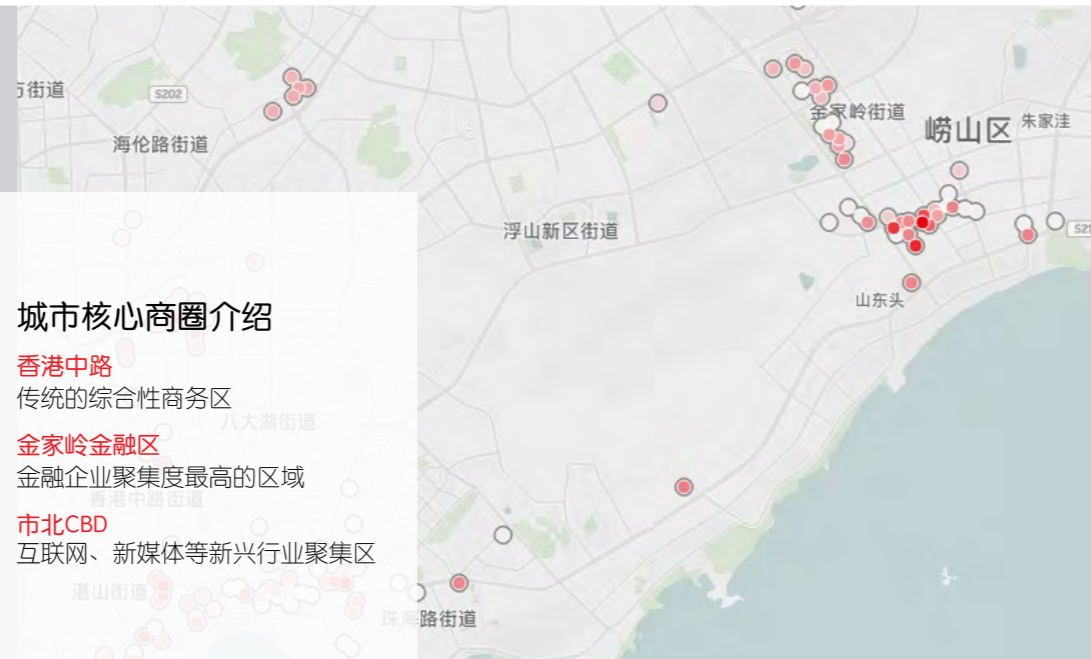 方街道
S202
海伦路街道
金家岭街道
崂山区
朱家洼
浮山新区街道
S21
山东头
城市核心商圈介绍
香港中路
传统的综合性商务区
八大湖街道
金家岭金融区
金融企业聚集度最高的区域
香港中路街道
市北CBD
互联网、新媒体等新兴行业聚集区
湛山街道
珠海路街道